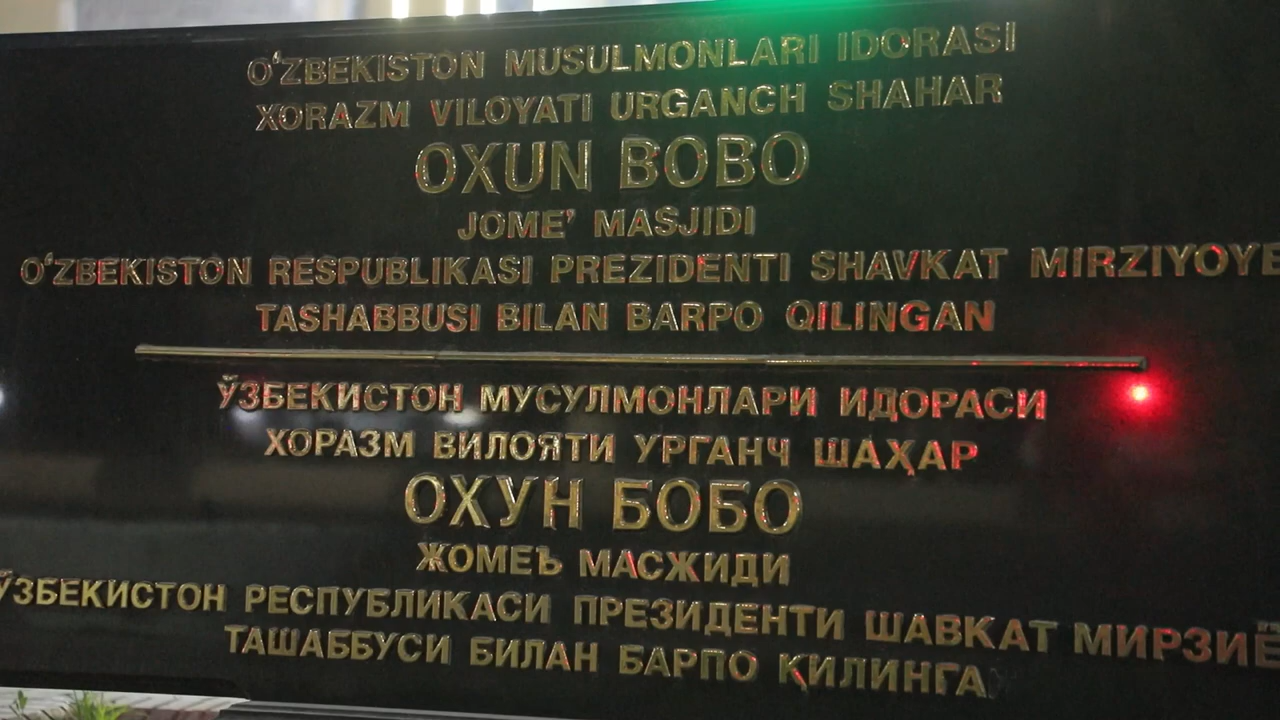 OʻZBEKISTON MUSULMONLARI IDORASI
XORAZM VILOYATI URGANCH SHAHAR
OXUN BOBO
JOME’ MASJIDI
OʻZBEKISTON RESPUBLIKASI PREZIDENTI SHAVKAT MIRZIYOYE
TASHABBUSI BILAN BARPO QILINGAN
ЎЗБЕКИСТОН МУСУЛМОНЛАРИ ИДОРАСИ
ХОРАЗМ ВИЛОЯТИ УРГАНЧ ШАҲАР
ОХУН БОБО
ЖОМЕЪ МАСЖИДИ
ЎЗБЕКИСТОН РЕСПУБЛИКАСИ ПРЕЗИДЕНТИ ШАВКАТ МИРЗИЁ
ТАШАББУСИ БИЛАН БАРПО ҚИЛИНГА